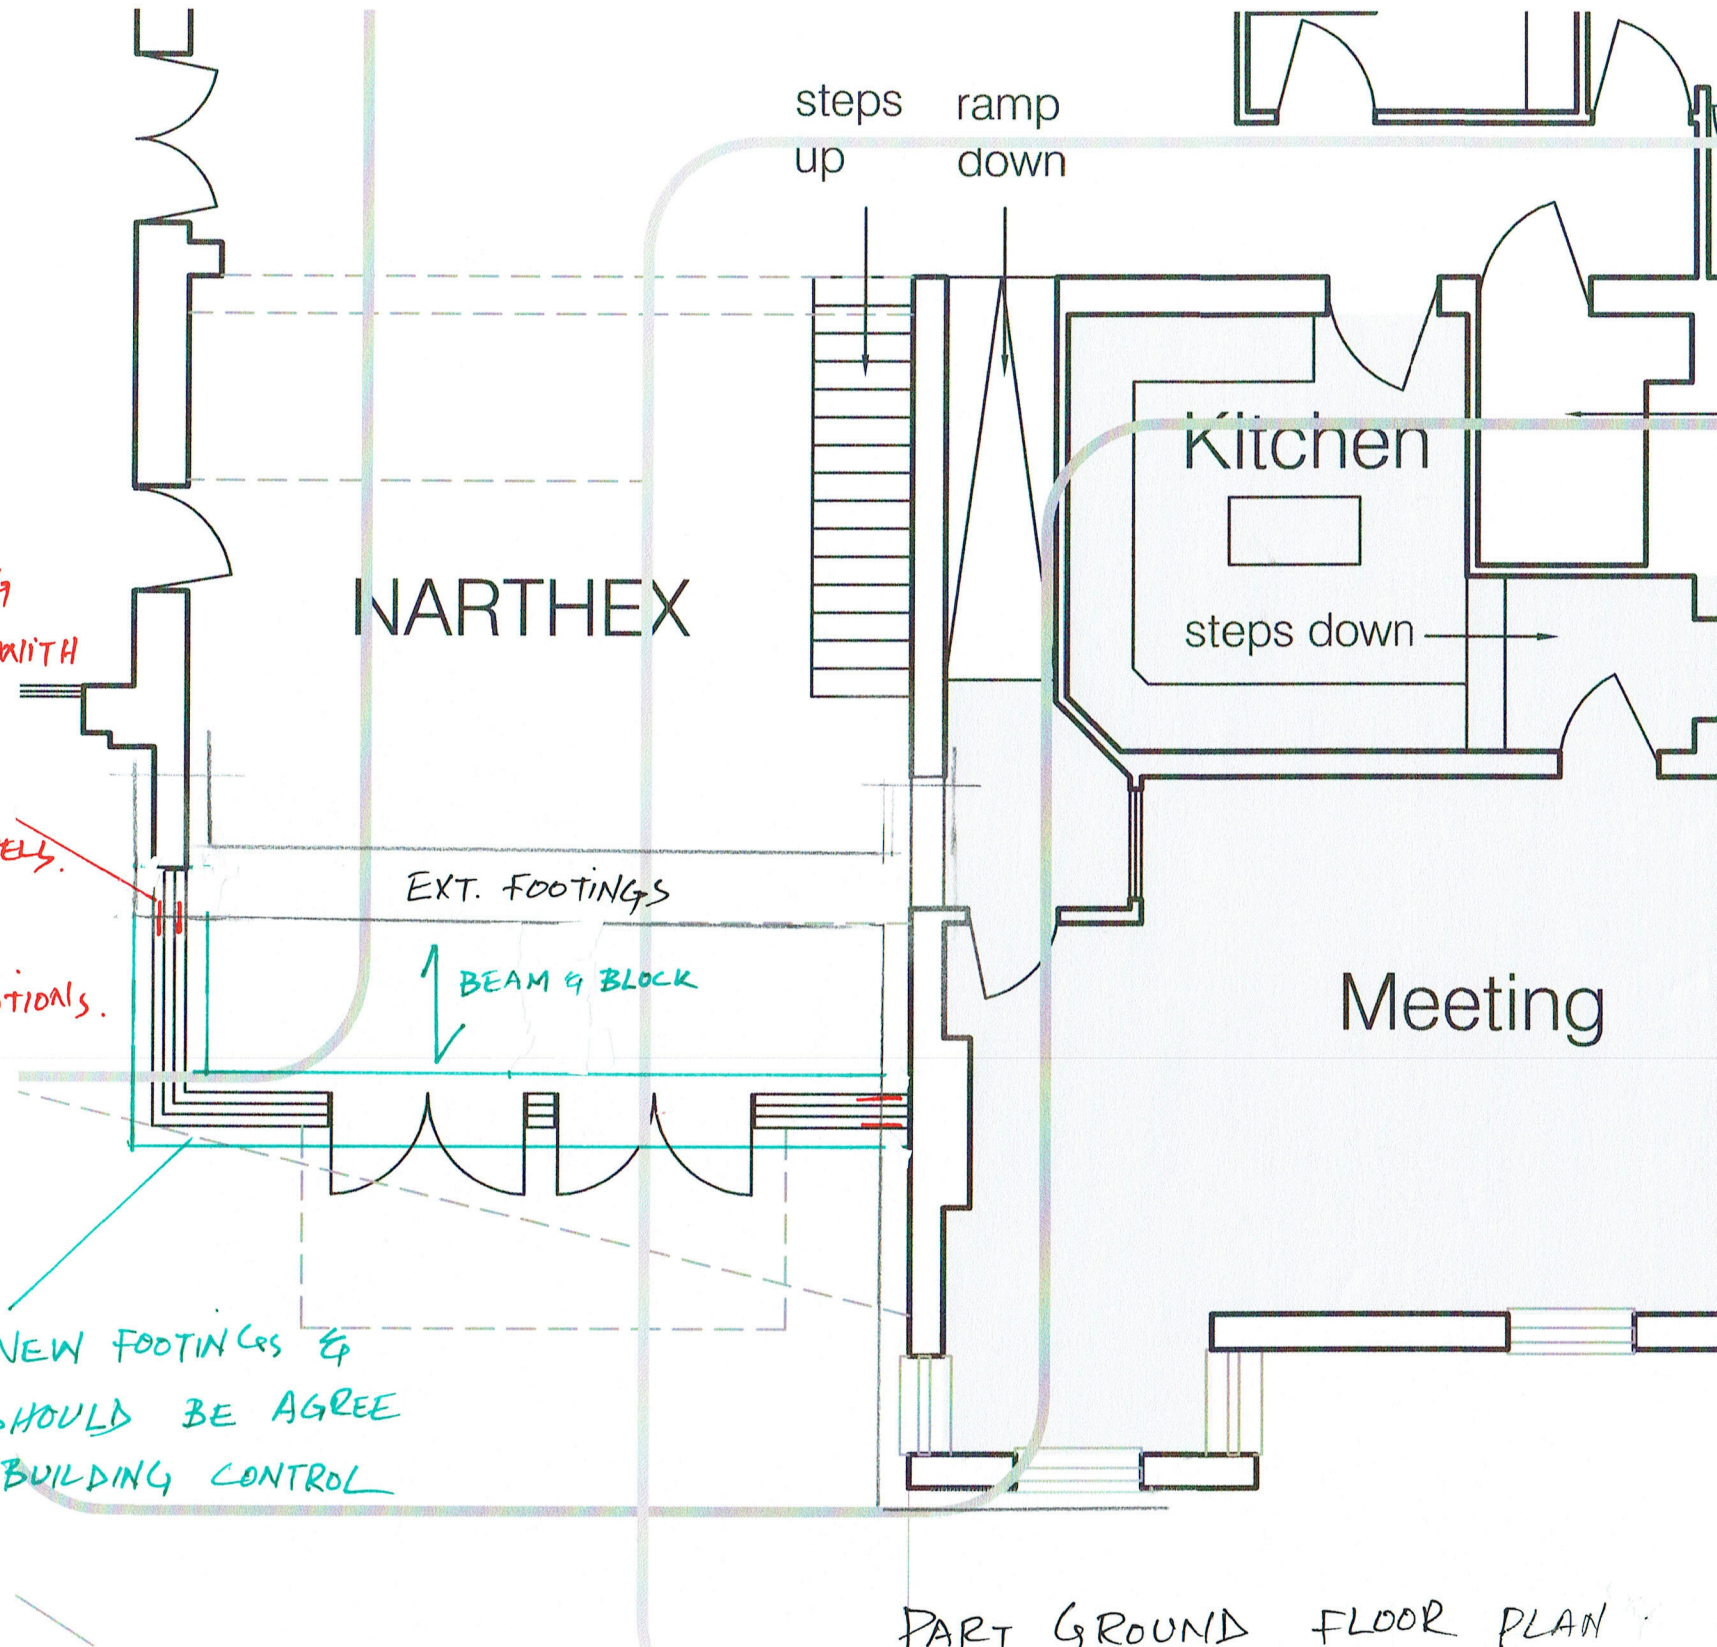 steps ramp
up down
Kitchen
NARTHEX
steps down
WITH
EXT. FOOTINGS
BEAM & BLOCK
Meeting
NEW FOOTINGS &
SHOULD BE AGREE
BUILDING CONTROL
PART GROUND FLOOR PLAN